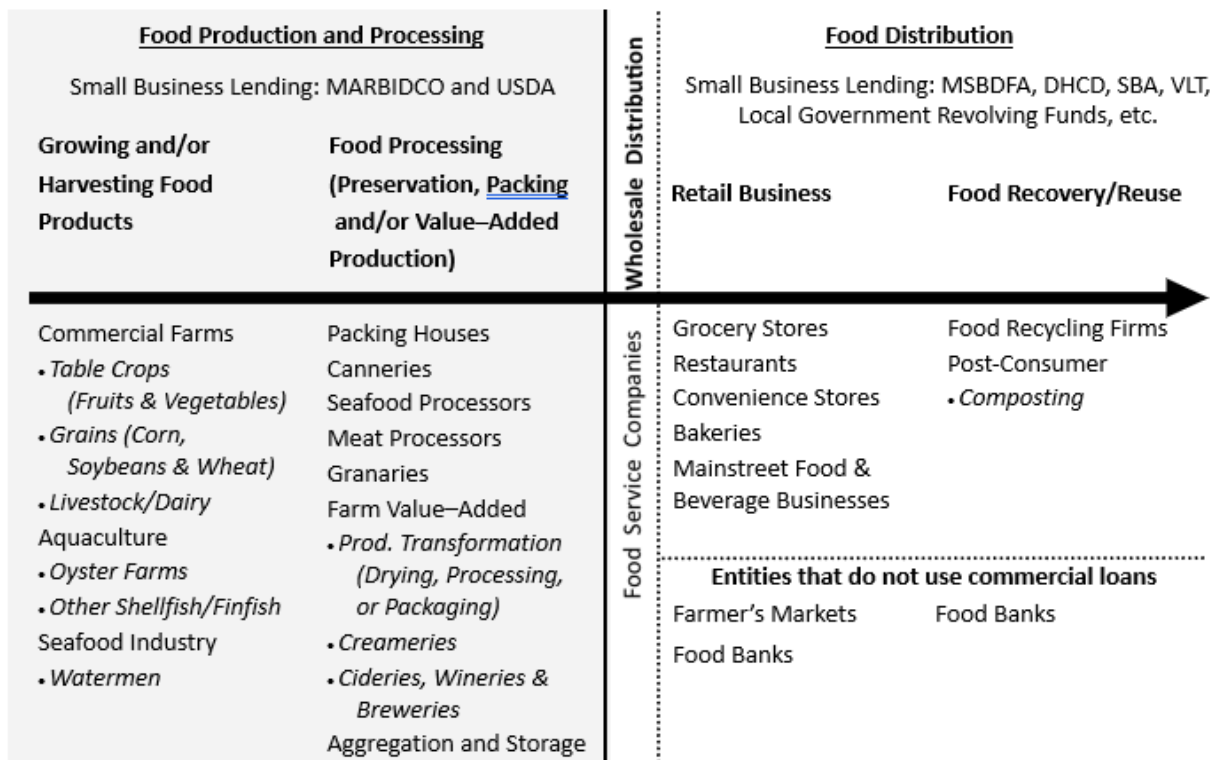 Food Production and Processing
Small Business Lending: MARBIDCO and USDA
Growing and/or
Harvesting Food
Products
Food Processing
(Preservation, Packing
and/or Value–Added
Production)
Commercial Farms
• Table Crops
(Fruits & Vegetables)
• Grains (Corn,
Soybeans & Wheat)
• Livestock/Dairy
Aquaculture
• Oyster Farms
• Other Shellfish/Finfish
Seafood Industry
• Watermen
Packing Houses
Canneries
Seafood Processors
Meat Processors
Granaries
Farm Value–Added
• Prod. Transformation
(Drying, Processing,
or Packaging)
• Creameries
• Cideries, Wineries &
Breweries
Aggregation and Storage
Wholesale Distribution
Food Service Companies
Food Distribution
Small Business Lending: MSBDFA, DHCD, SBA, VLT,
Local Government Revolving Funds, etc.
Retail Business
Food Recovery/Reuse
Grocery Stores
Restaurants
Convenience Stores
Bakeries
Mainstreet Food &
Beverage Businesses
Food Recycling Firms
Post-Consumer
• Composting
Entities that do not use commercial loans
Farmer’s Markets
Food Banks
Food Banks